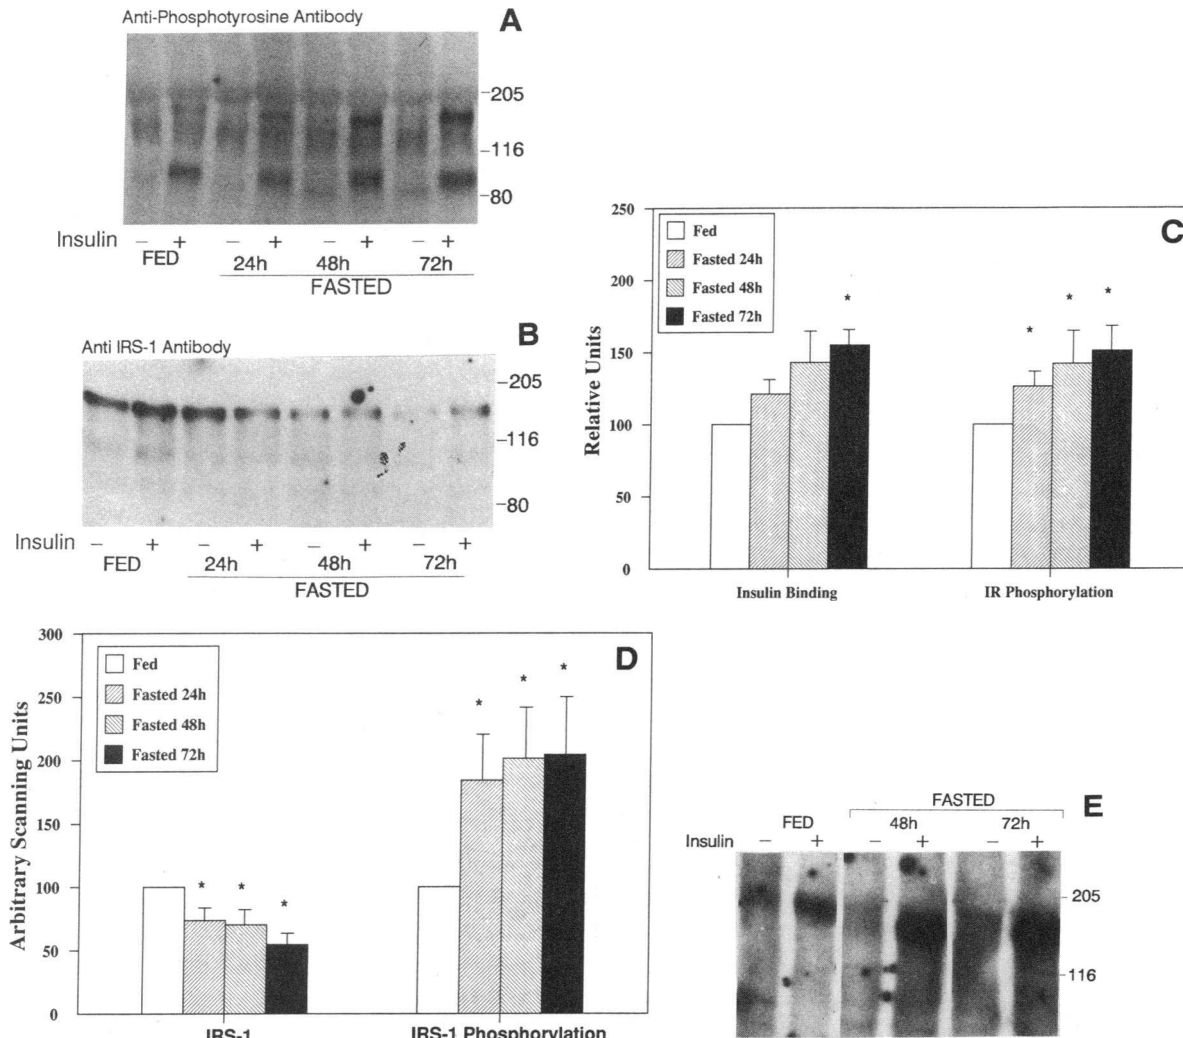 Anti-Phosphotyrosine Antibody
A
-205
-116
-80
Insulin
− + − + − + − +
FED 24h 48h 72h
FASTED
B
Anti IRS-1 Antibody
-205
-116
-80
Insulin
− + − + − + − +
FED 24h 48h 72h
FASTED
C
Relative Units
250
200
150
100
50
0
Fed
Fasted 24h
Fasted 48h
Fasted 72h
*
* * *
Insulin Binding IR Phosphorylation
D
Arbitrary Scanning Units
300
250
200
150
100
50
0
Fed
Fasted 24h
Fasted 48h
Fasted 72h
* * *
* * *
IRS-1 IRS-1 Phosphorylation
E
FASTED
FED 48h 72h
Insulin − + − + − +
- 205
- 116